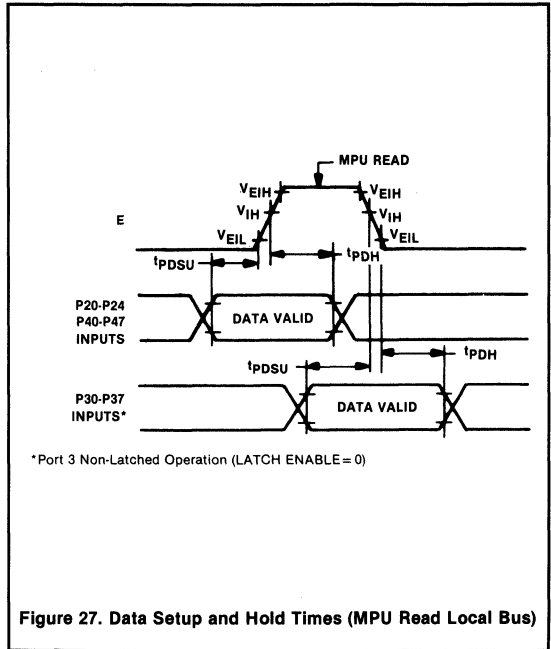 MPU READ
VEIH
VEIH
VIH
VIH
E
VEIL
VEIL
tPDSU
tPDH
P20-P24
P40-P47
INPUTS
DATA VALID
tPDSU
tPDH
P30-P37
INPUTS*
DATA VALID
*Port 3 Non-Latched Operation (LATCH ENABLE = 0)
Figure 27. Data Setup and Hold Times (MPU Read Local Bus)